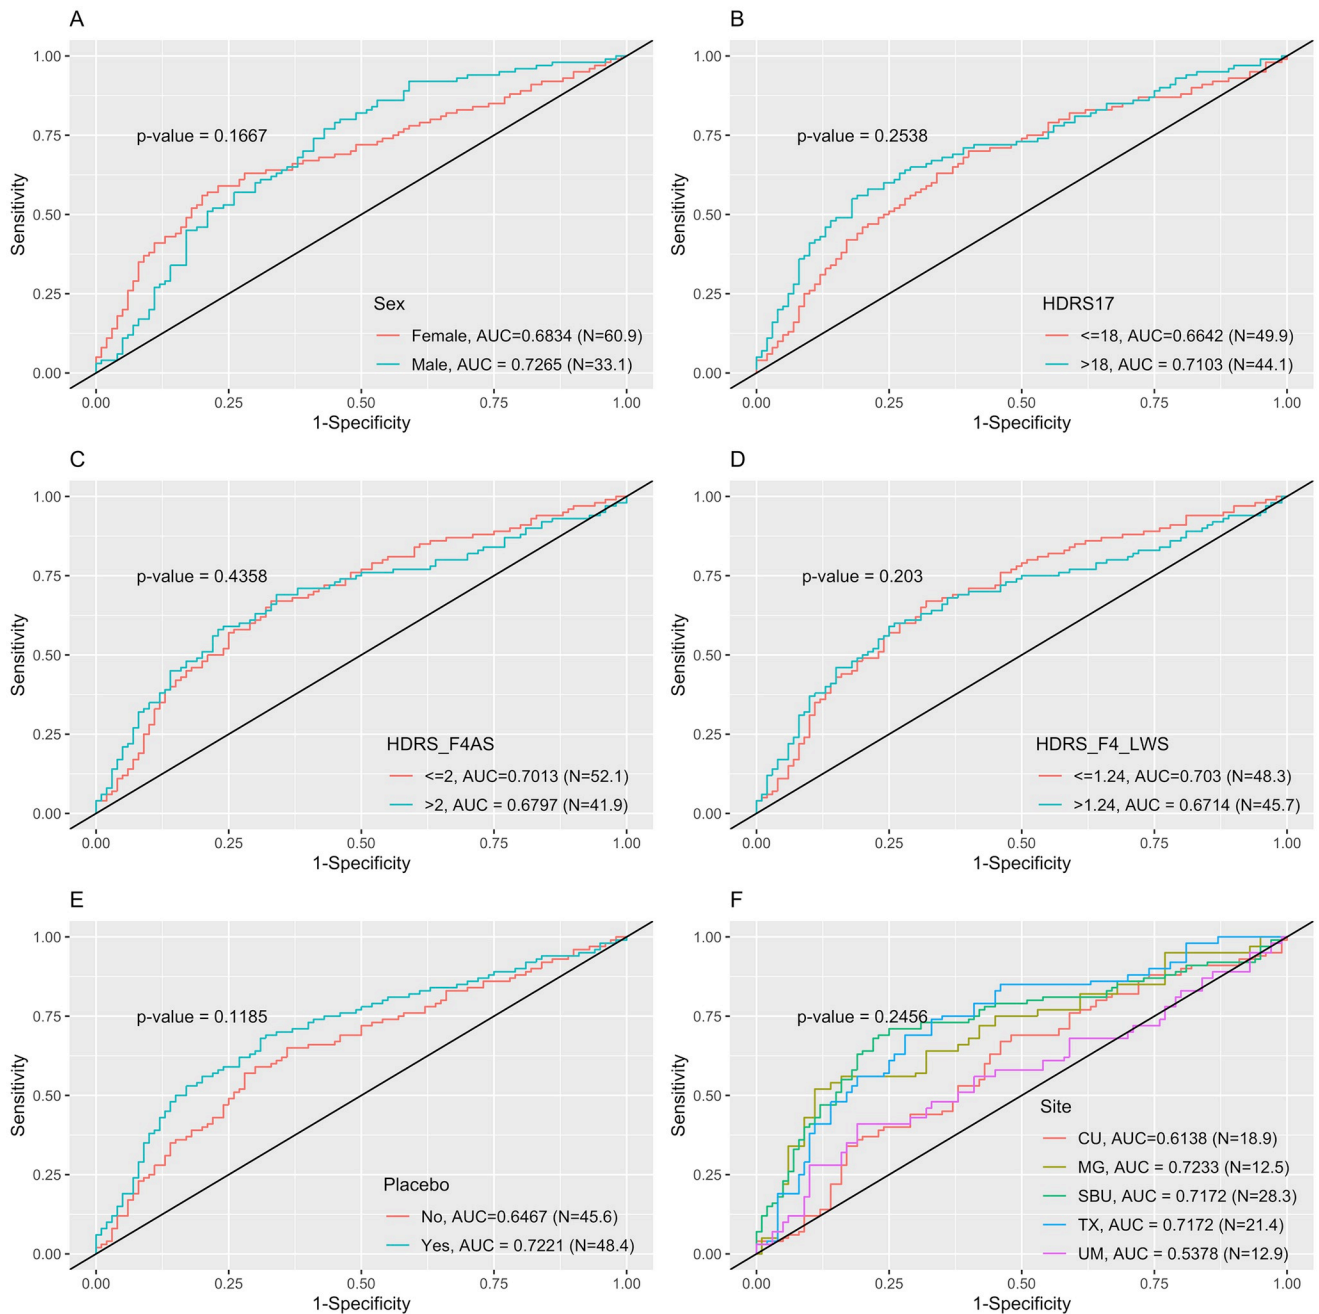 A
1.00
0.75
0.50
0.25
0.00
Sensitivity
p-value = 0.1667
Sex
Female, AUC=0.6834 (N=60.9)
Male, AUC = 0.7265 (N=33.1)
0.00 0.25 0.50 0.75 1.00
1-Specificity
B
1.00
0.75
0.50
0.25
0.00
Sensitivity
p-value = 0.2538
HDRS17
<=18, AUC=0.6642 (N=49.9)
>18, AUC = 0.7103 (N=44.1)
0.00 0.25 0.50 0.75 1.00
1-Specificity
C
1.00
0.75
0.50
0.25
0.00
Sensitivity
p-value = 0.4358
HDRS_F4AS
<=2, AUC=0.7013 (N=52.1)
>2, AUC = 0.6797 (N=41.9)
0.00 0.25 0.50 0.75 1.00
1-Specificity
D
1.00
0.75
0.50
0.25
0.00
Sensitivity
p-value = 0.203
HDRS_F4_LWS
<=1.24, AUC=0.703 (N=48.3)
>1.24, AUC = 0.6714 (N=45.7)
0.00 0.25 0.50 0.75 1.00
1-Specificity
E
1.00
0.75
0.50
0.25
0.00
Sensitivity
p-value = 0.1185
Placebo
No, AUC=0.6467 (N=45.6)
Yes, AUC = 0.7221 (N=48.4)
0.00 0.25 0.50 0.75 1.00
1-Specificity
F
1.00
0.75
0.50
0.25
0.00
Sensitivity
p-value = 0.2456
Site
CU, AUC=0.6138 (N=18.9)
MG, AUC = 0.7233 (N=12.5)
SBU, AUC = 0.7172 (N=28.3)
TX, AUC = 0.7172 (N=21.4)
UM, AUC = 0.5378 (N=12.9)
0.00 0.25 0.50 0.75 1.00
1-Specificity